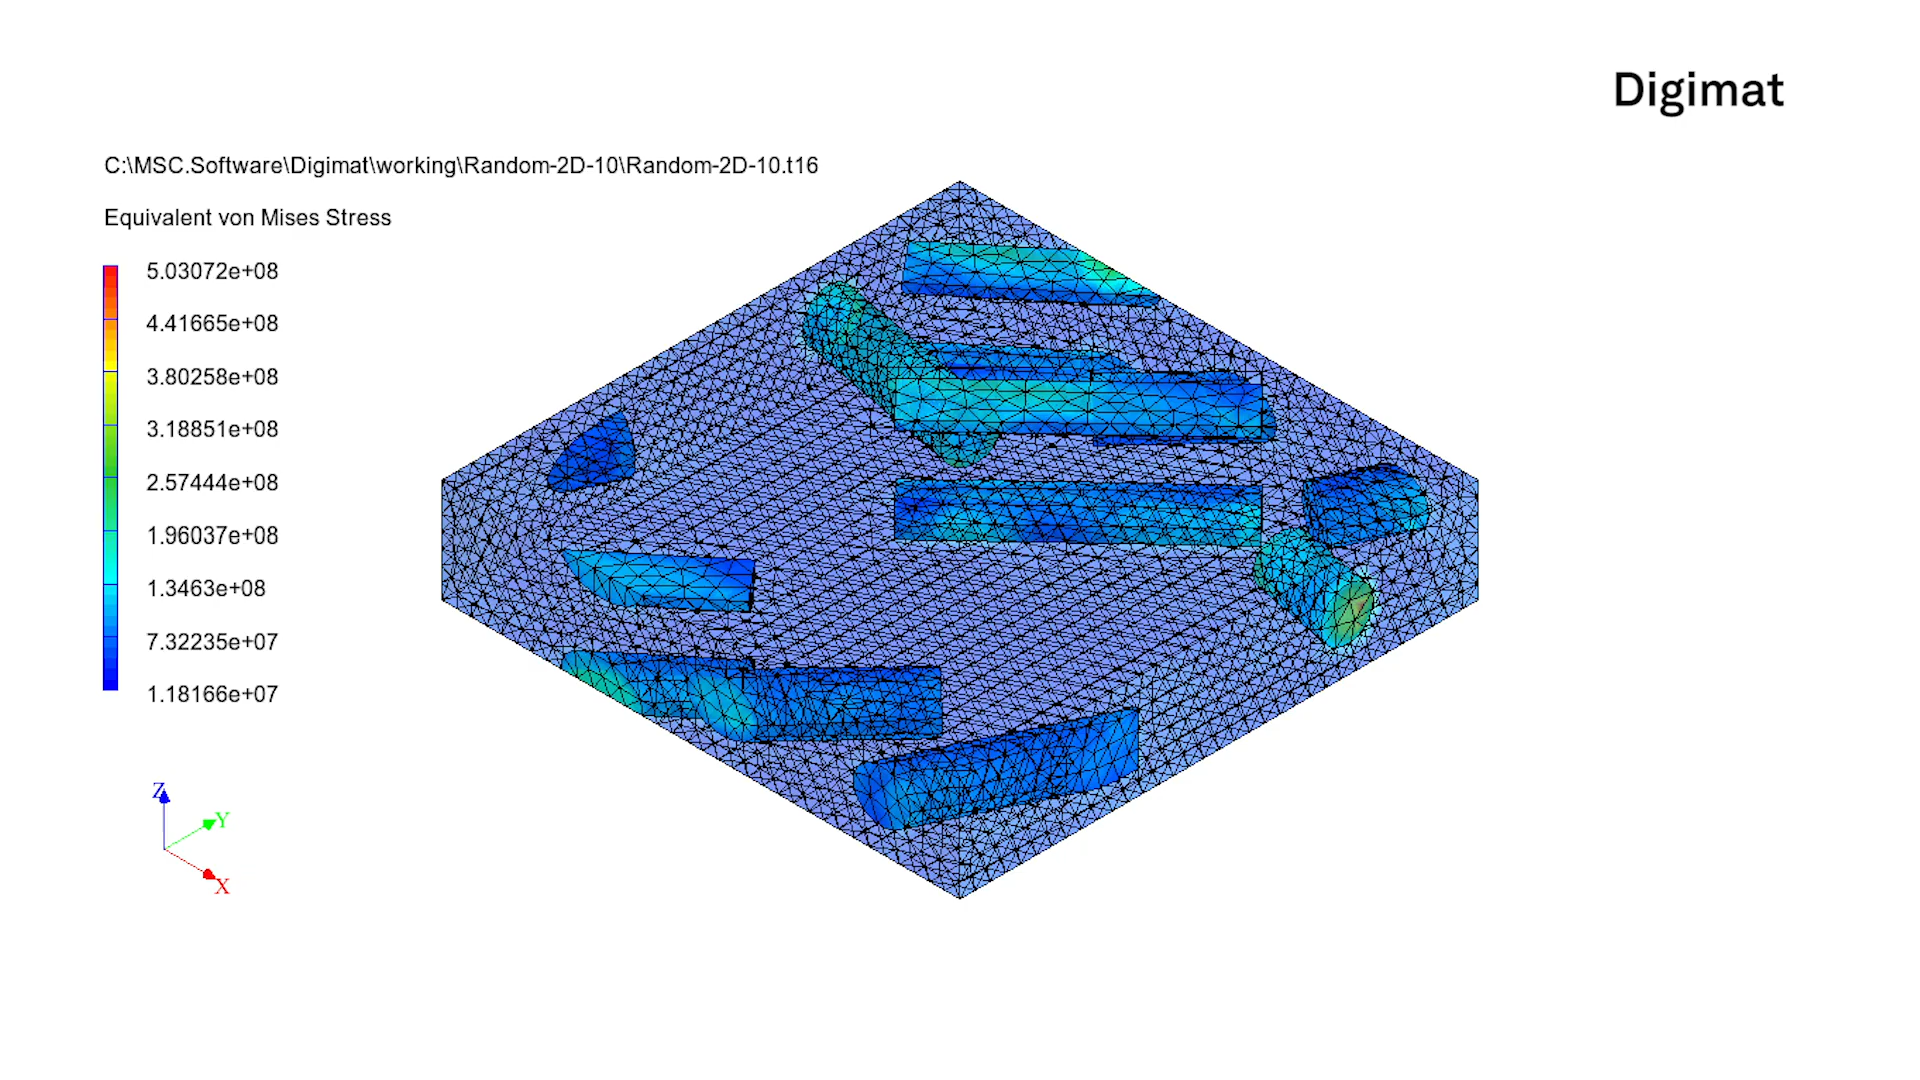 Digimat
C:\MSC.Software\Digimat\working\Random-2D-10\Random-2D-10.t16
Equivalent von Mises Stress
5.03072e+08
4.41665e+08
3.80258e+08
3.18851e+08
2.57444e+08
1.96037e+08
1.3463e+08
7.32235e+07
1.18166e+07
Z
Y
X